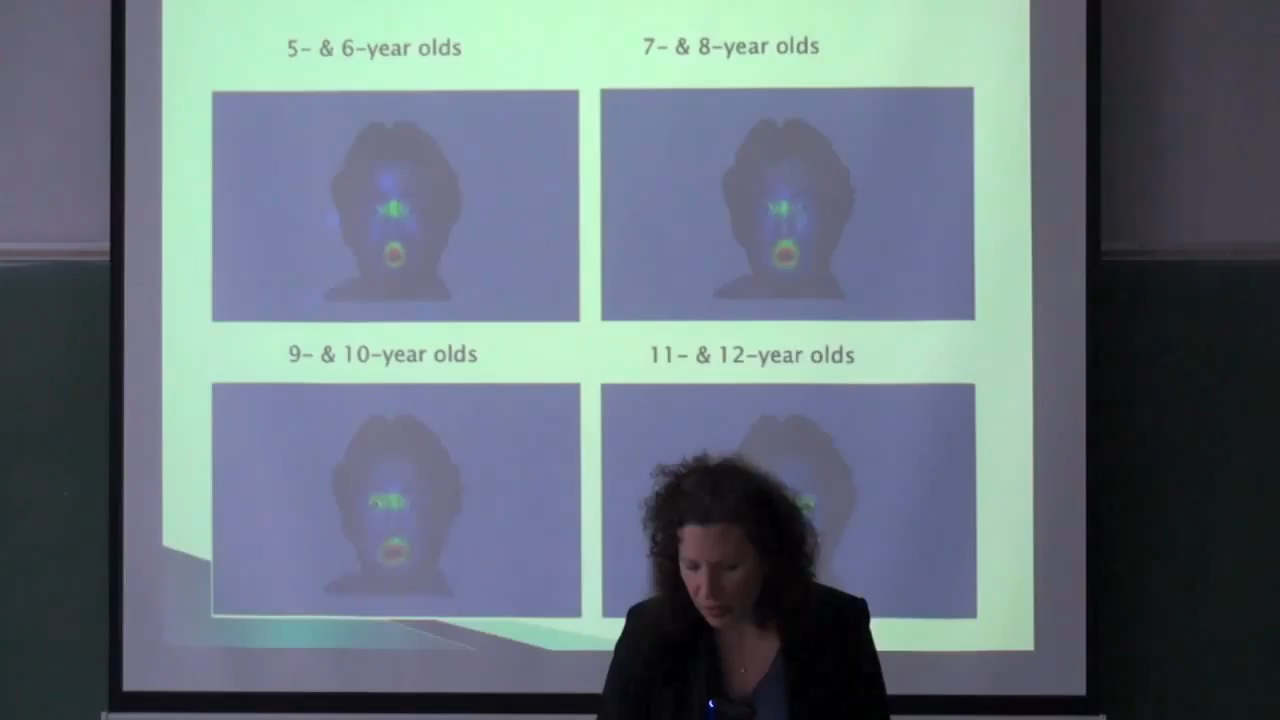 5- & 6-year olds
7- & 8-year olds
9- & 10-year olds
11- & 12-year olds